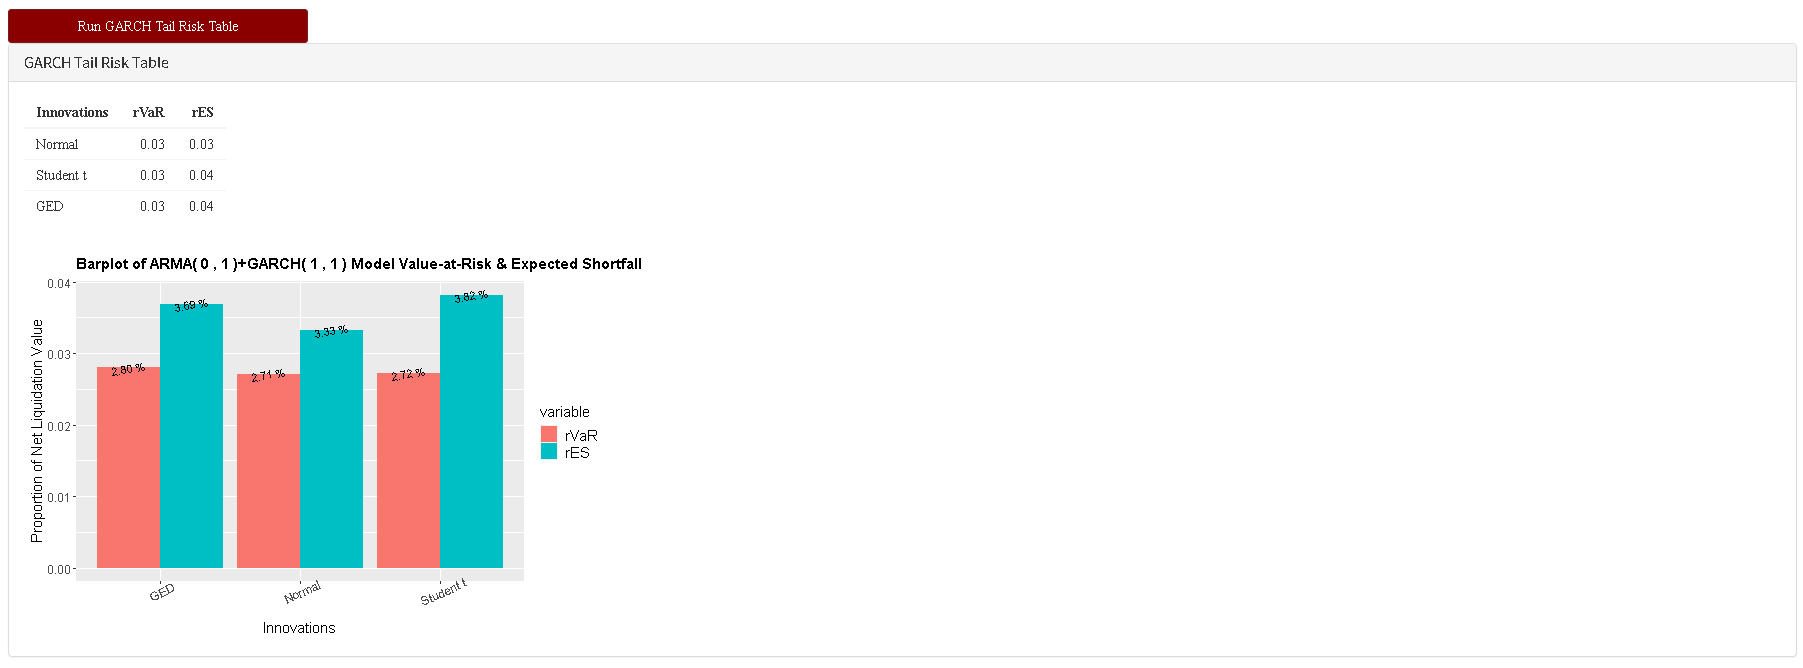 Run GARCH Tail Risk Table
GARCH Tail Risk Table
Innovations rVaR rES
Normal 0.03 0.03
Student t 0.03 0.04
GED 0.03 0.04
Barplot of ARMA( 0 , 1 )+GARCH( 1 , 1 ) Model Value-at-Risk & Expected Shortfall
Proportion of Net Liquidation Value
0.04
0.03
0.02
0.01
0.00
2.80 %
3.69 %
2.71 %
3.33 %
2.72 %
3.82 %
GED
Normal
Student t
Innovations
variable
rVaR
rES